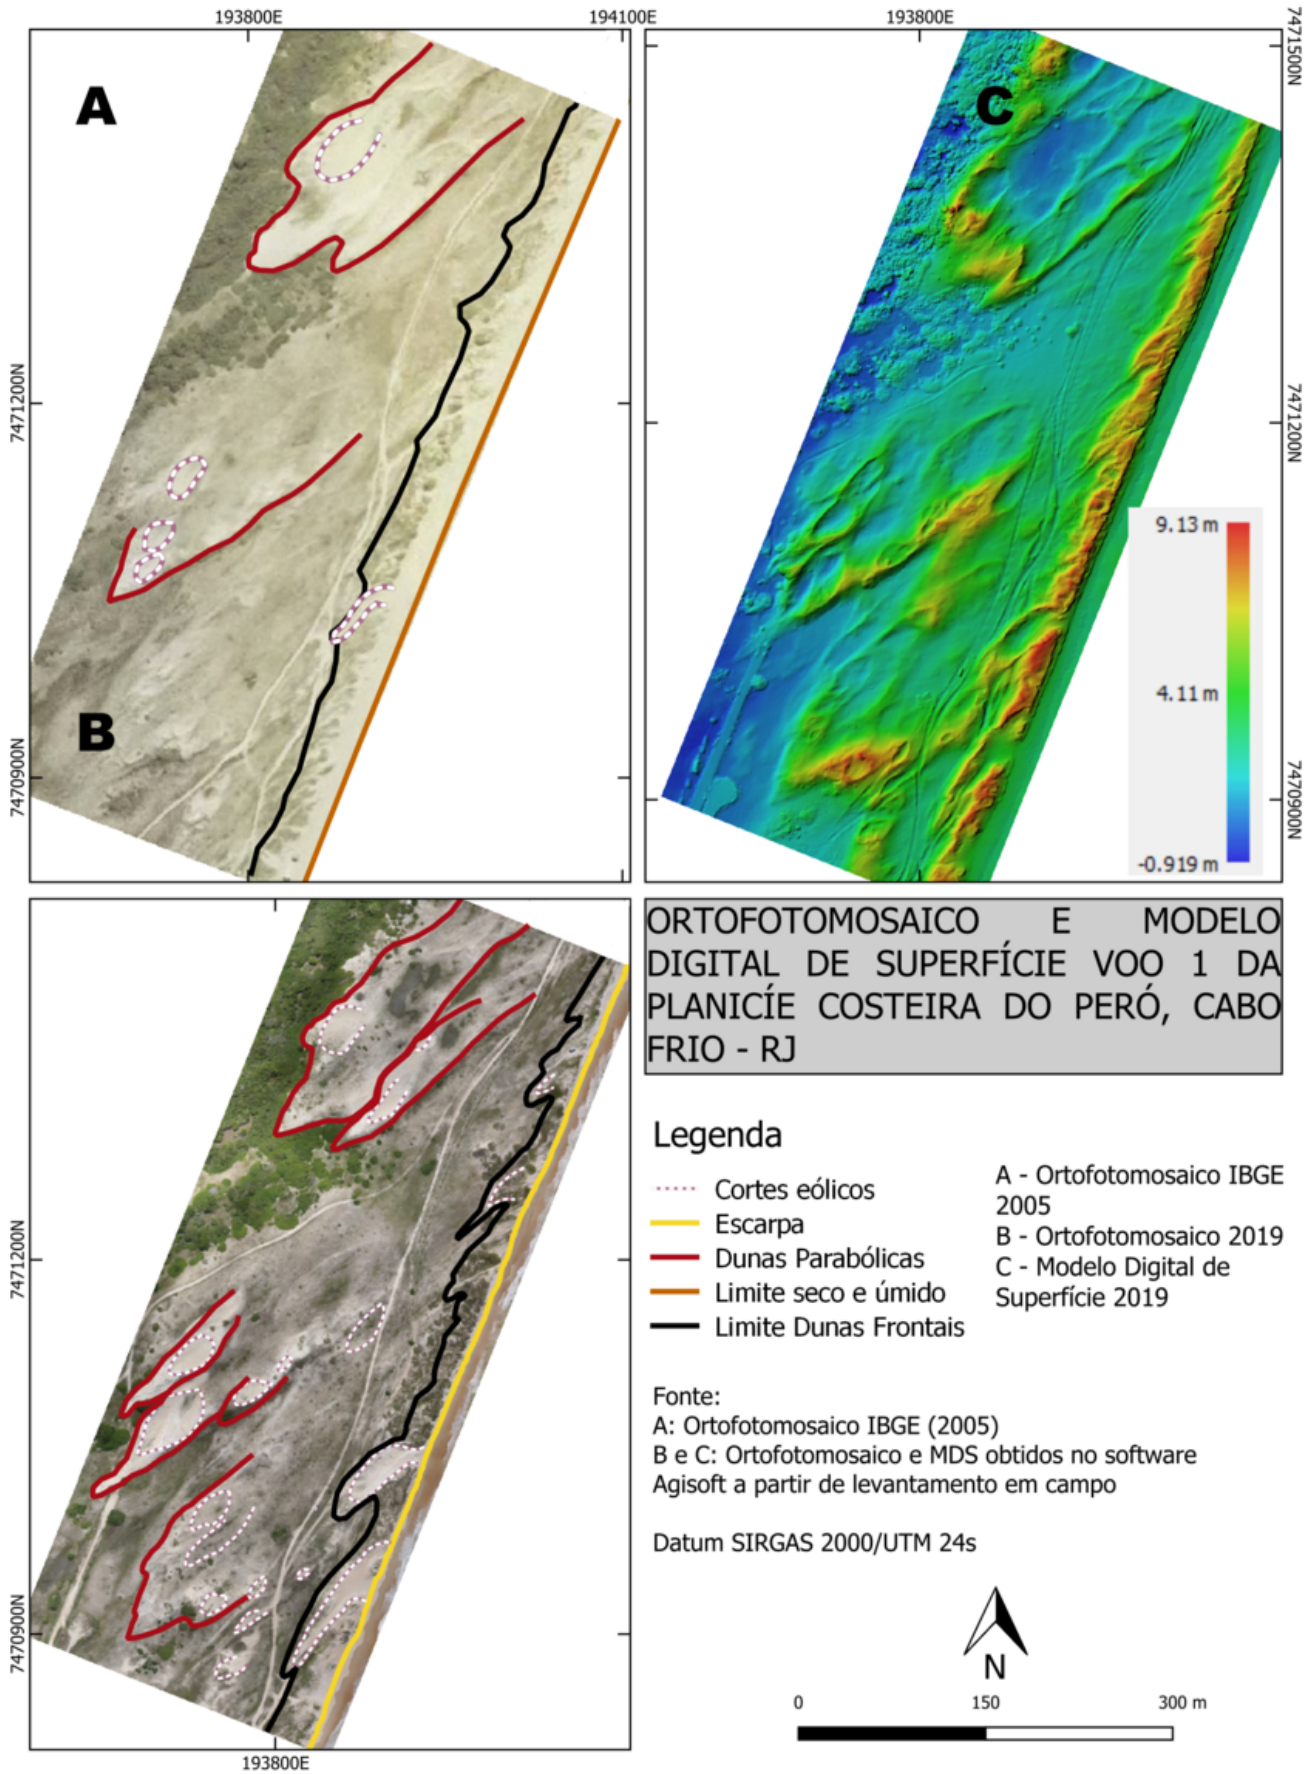 193800E
194100E
193800E
7471500N
A
C
7471200N
7471200N
9.13 m
4.11 m
-0.919 m
B
7470900N
7470900N
ORTOFOTOMOSAICO E MODELO
DIGITAL DE SUPERFÍCIE VOO 1 DA
PLANICÍE COSTEIRA DO PERÓ, CABO
FRIO - RJ
Legenda
Cortes eólicos
Escarpa
Dunas Parabólicas
Limite seco e úmido
Limite Dunas Frontais
A - Ortofotomosaico IBGE
2005
B - Ortofotomosaico 2019
C - Modelo Digital de
Superfície 2019
7471200N
Fonte:
A: Ortofotomosaico IBGE (2005)
B e C: Ortofotomosaico e MDS obtidos no software
Agisoft a partir de levantamento em campo
Datum SIRGAS 2000/UTM 24s
7470900N
N
0 150 300 m
193800E